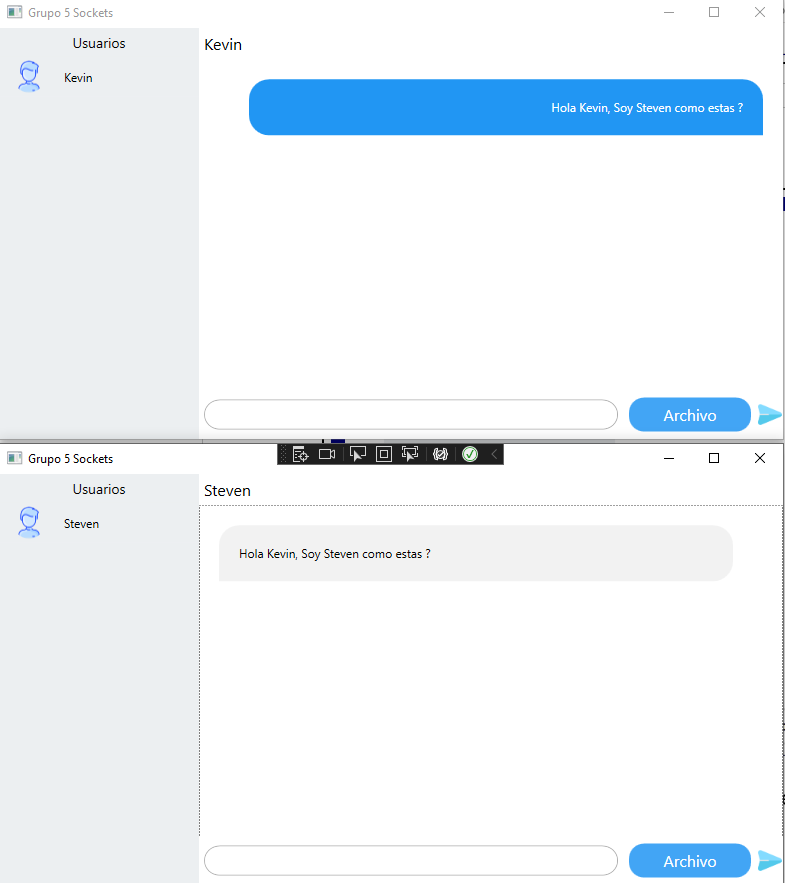 Grupo 5 Sockets
Usuarios
Kevin
Kevin
Hola Kevin, Soy Steven como estas ?
Archivo
Grupo 5 Sockets
Usuarios
Steven
Steven
Hola Kevin, Soy Steven como estas ?
Archivo